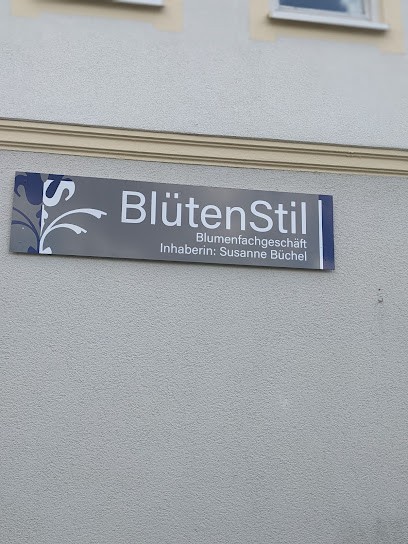 BlütenStil
Blumenfachgeschäft
Inhaberin: Susanne Büchel